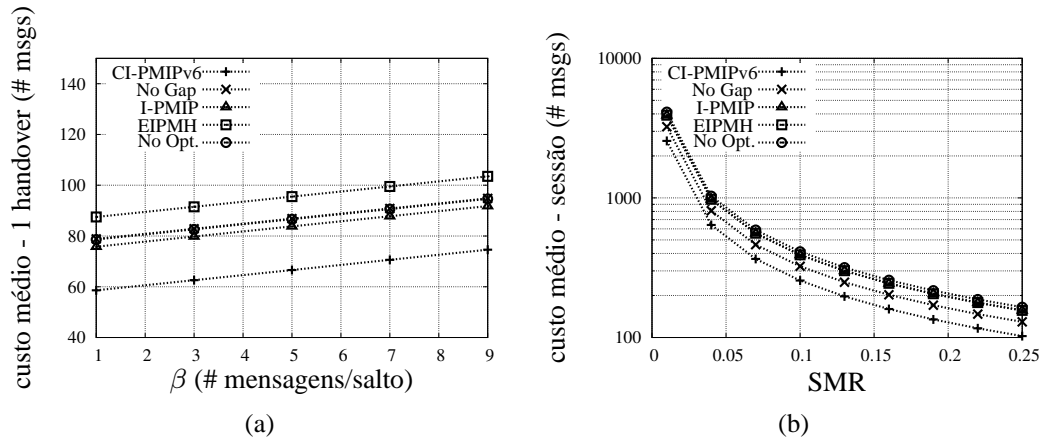 custo médio - 1 handover (# msgs)
140
120
100
80
60
40
CI-PMIPv6
No Gap
I-PMIP
EIPMH
No Opt.
1 2 3 4 5 6 7 8 9
β (# mensagens/salto)
(a)
custo médio - sessão (# msgs)
10000
1000
100
CI-PMIPv6
No Gap
I-PMIP
EIPMH
No Opt.
0 0.05 0.1 0.15 0.2 0.25
SMR
(b)